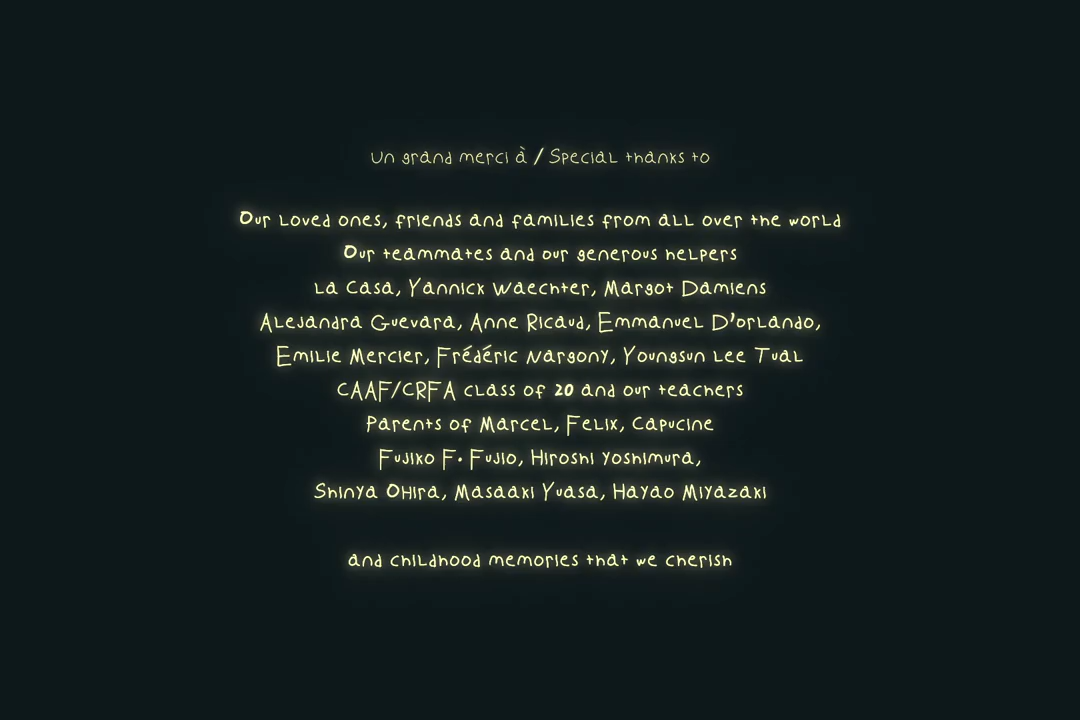 Un grand merci à / Special thanks to
Our loved ones, friends and families from all over the world
Our teammates and our generous helpers
La Casa, Yannick Waechter, Margot Damiens
Alejandra Guevara, Anne Ricaud, Emmanuel D'orlando,
Emilie Mercier, Frédéric Nargony, Youngsun Lee Tual
CAAF/CRFA class of 20 and our teachers
Parents of Marcel, Felix, Capucine
Fujiko F. Fujio, Hiroshi Yoshimura,
Shinya OHira, Masaaki Yuasa, Hayao Miyazaki
and childhood memories that we cherish